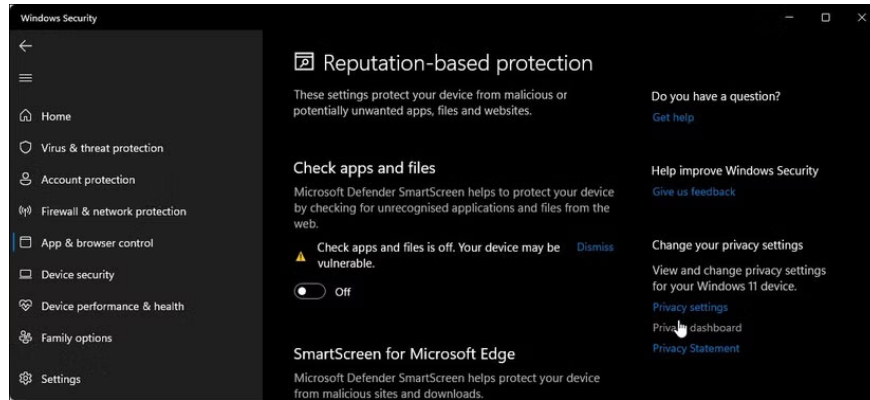 Windows Security
Home
Virus & threat protection
Account protection
Firewall & network protection
App & browser control
Device security
Device performance & health
Family options
Settings
Reputation-based protection
These settings protect your device from malicious or
potentially unwanted apps, files and websites.
Check apps and files
Microsoft Defender SmartScreen helps to protect your device
by checking for unrecognised applications and files from the
web.
Check apps and files is off. Your device may be
vulnerable.
Dismiss
Off
SmartScreen for Microsoft Edge
Microsoft Defender SmartScreen helps protect your device
from malicious sites and downloads.
Do you have a question?
Get help
Help improve Windows Security
Give us feedback
Change your privacy settings
View and change privacy settings
for your Windows 11 device.
Privacy settings
Privacy dashboard
Privacy Statement